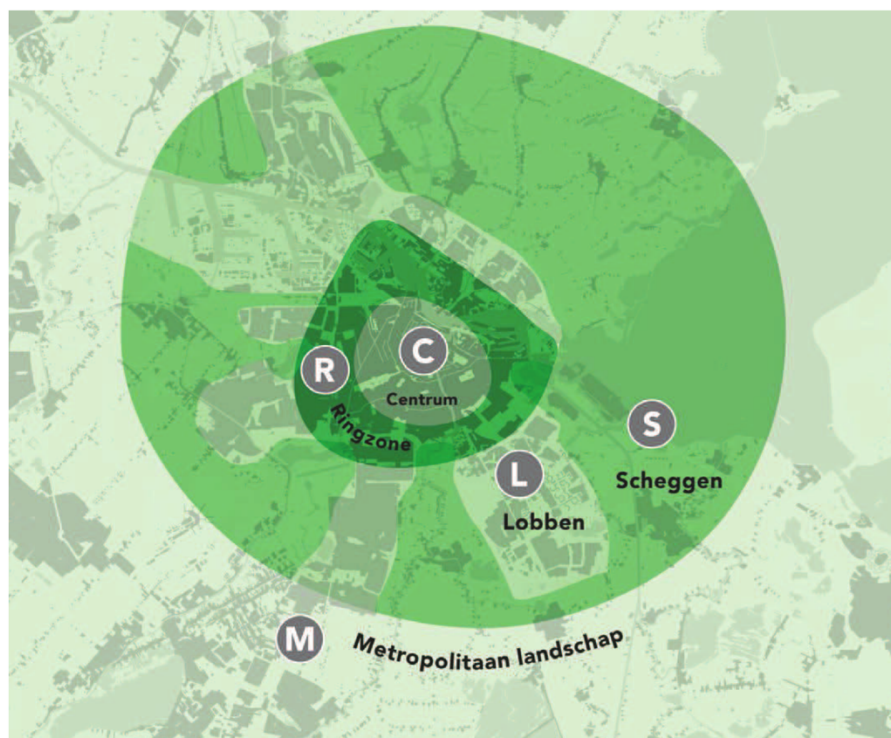 C
Centrum
R
Ringzone
S
Scheggen
L
Lobben
M
Metropolitaan landschap